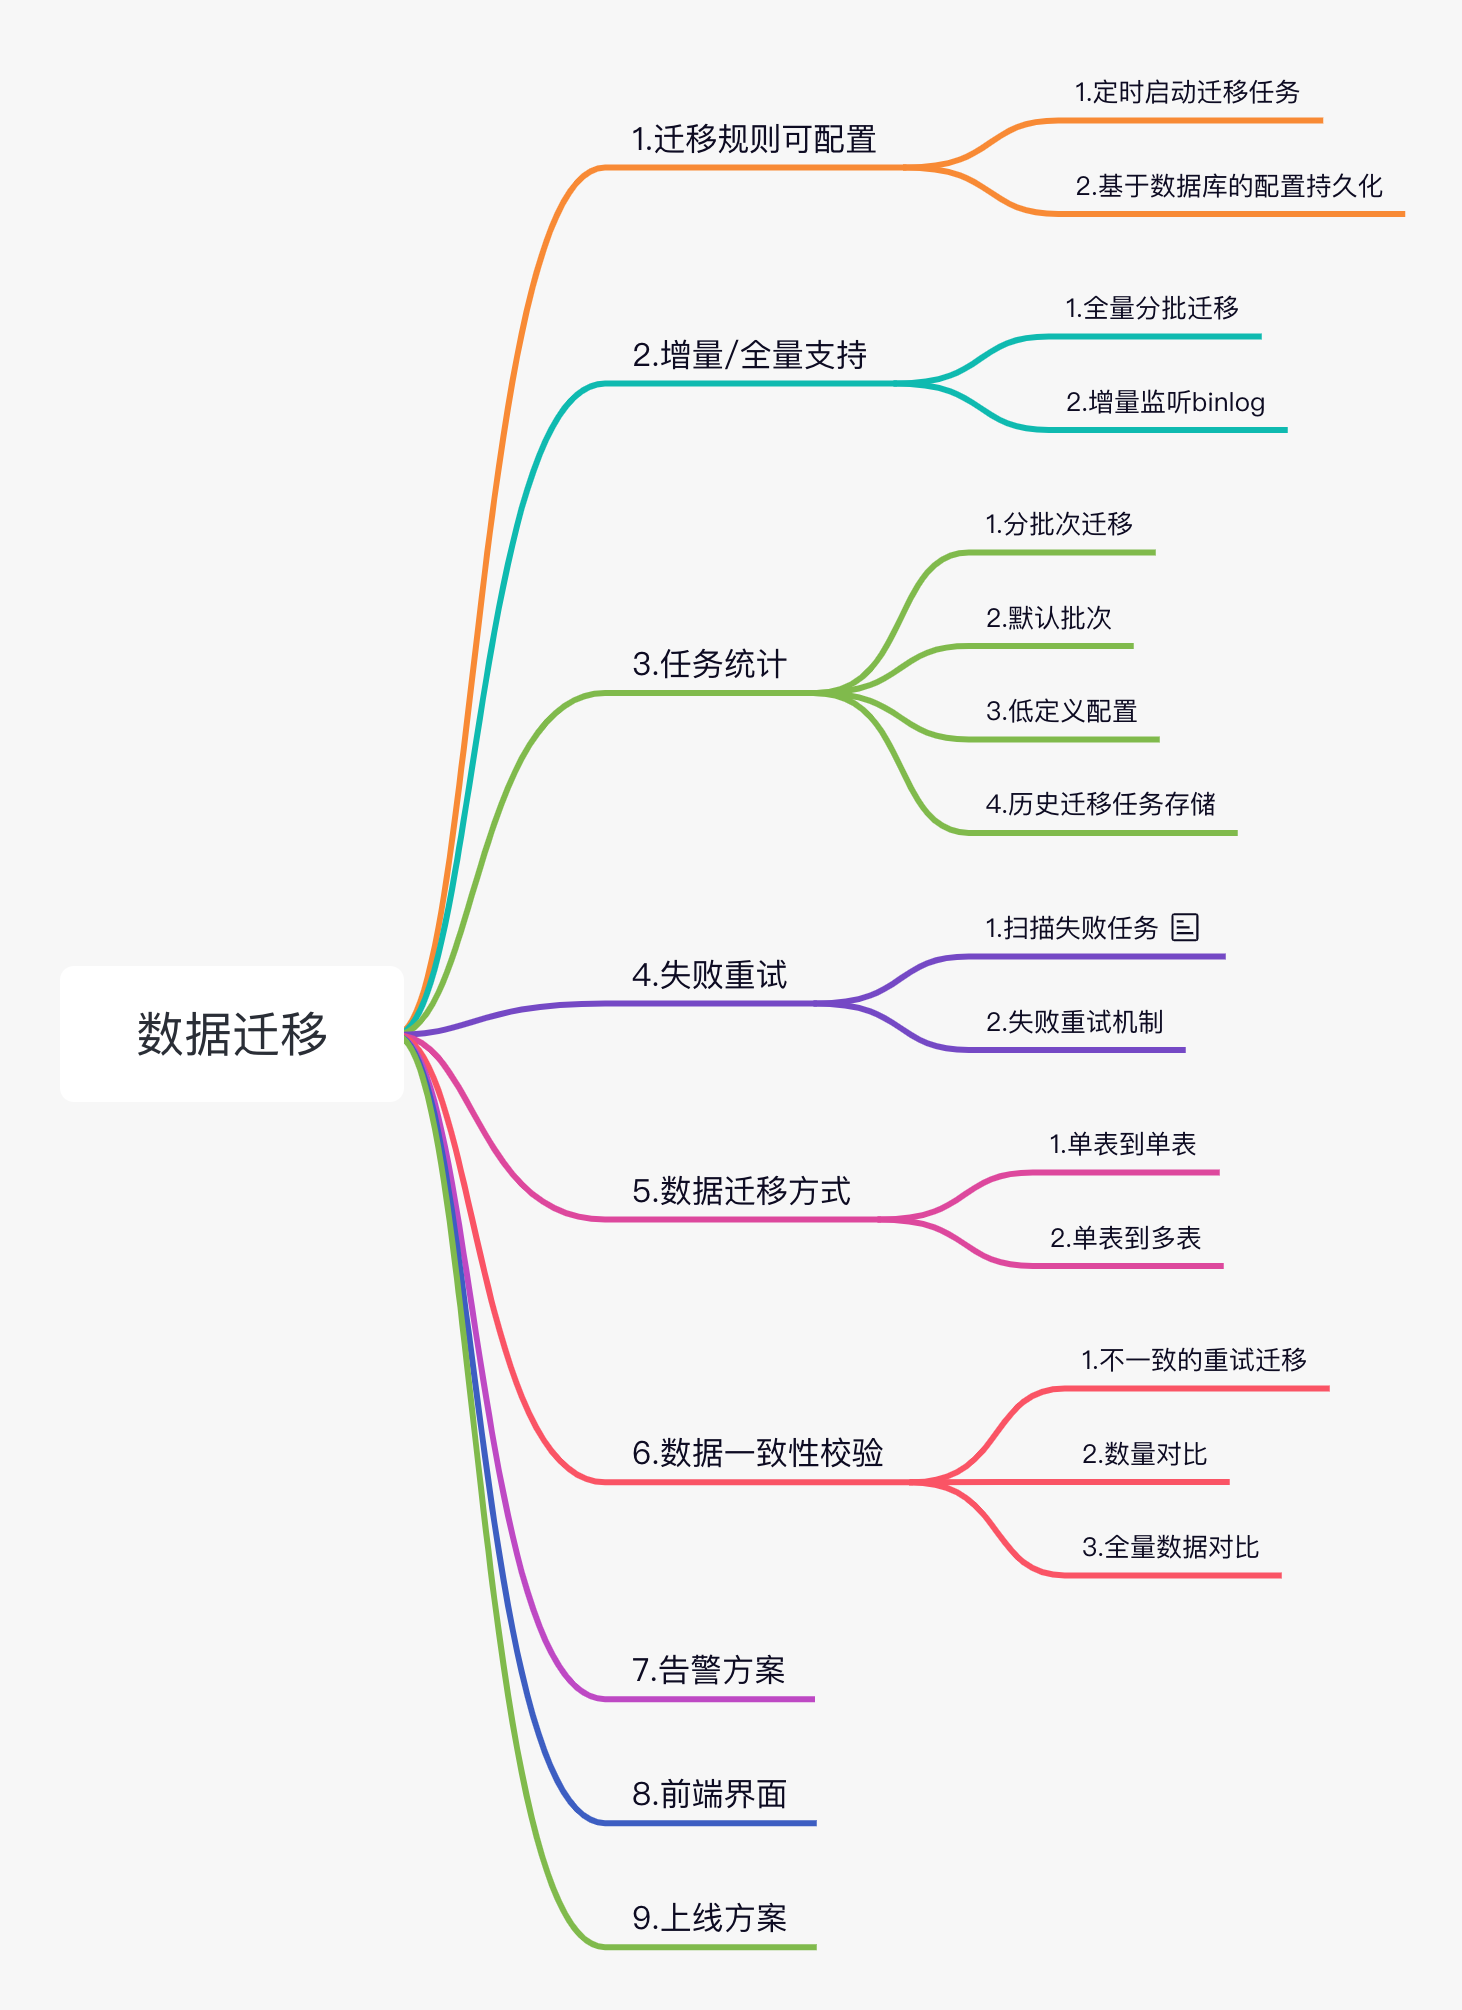 数据迁移
1.迁移规则可配置
1.定时启动迁移任务
2.基于数据库的配置持久化
2.增量/全量支持
1.全量分批迁移
2.增量监听binlog
3.任务统计
1.分批次迁移
2.默认批次
3.低定义配置
4.历史迁移任务存储
4.失败重试
1.扫描失败任务
2.失败重试机制
5.数据迁移方式
1.单表到单表
2.单表到多表
6.数据一致性校验
1.不一致的重试迁移
2.数量对比
3.全量数据对比
7.告警方案
8.前端界面
9.上线方案